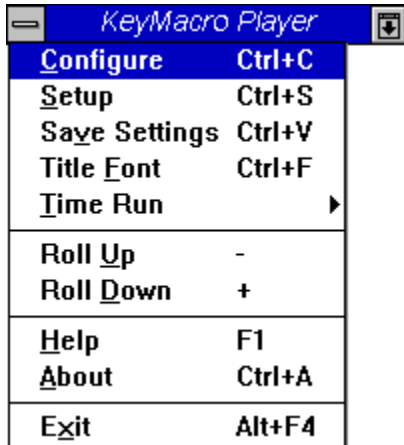 KeyMacro Player
Configure Ctrl+C
Setup Ctrl+S
Save Settings Ctrl+V
Title Font Ctrl+F
Time Run
Roll Up -
Roll Down +
Help F1
About Ctrl+A
Exit Alt+F4